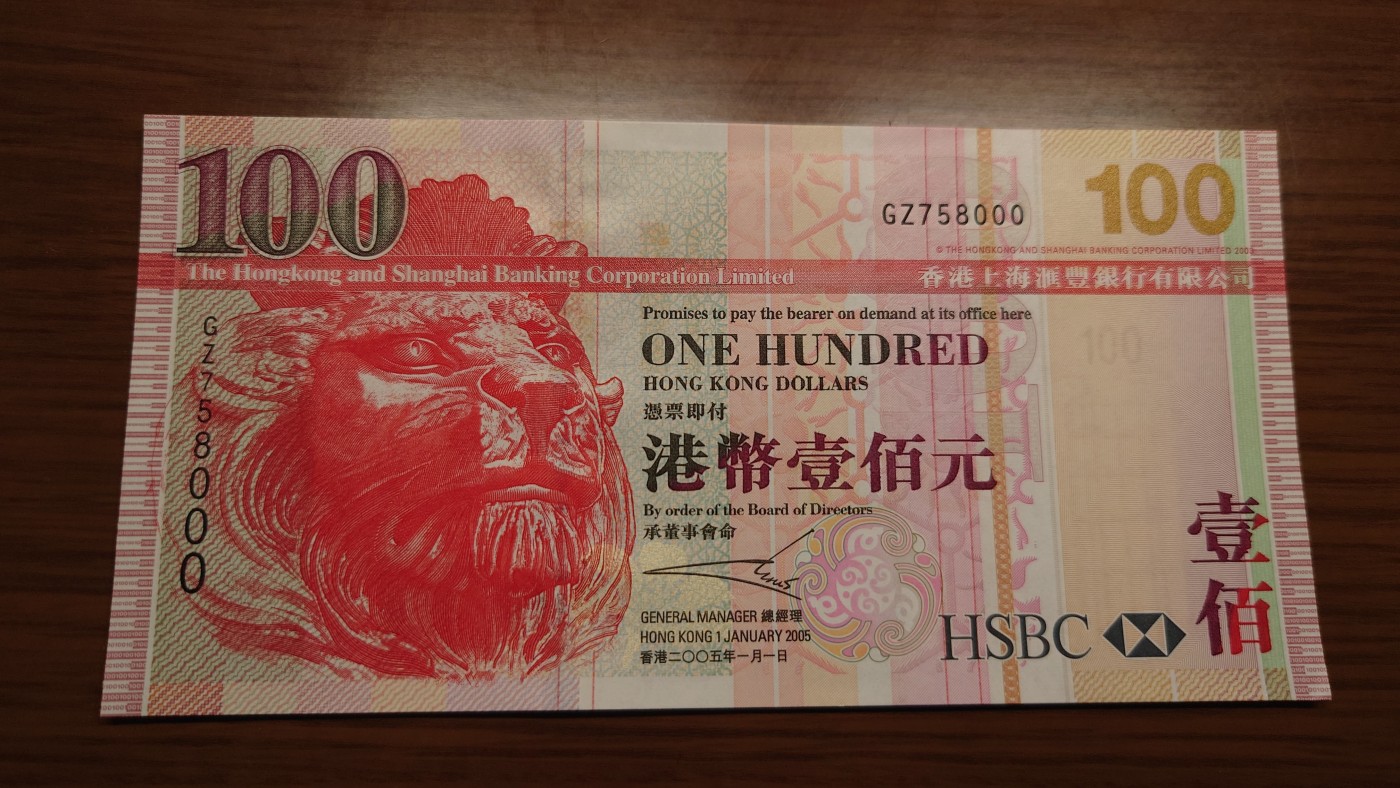 100
GZ758000
100
© THE HONGKONG AND SHANGHAI BANKING CORPORATION LIMITED
The Hongkong and Shanghai Banking Corporation Limited
香港上海滙豐銀行有限公司
GZ758000
Promises to pay the bearer on demand at its office here
ONE HUNDRED
HONG KONG DOLLARS
憑票即付
港幣壹佰元
100
By order of the Board of Directors
承董事會命
GENERAL MANAGER 總經理
HONG KONG 1 JANUARY 2005
香港二〇〇五年一月一日
HSBC
壹佰